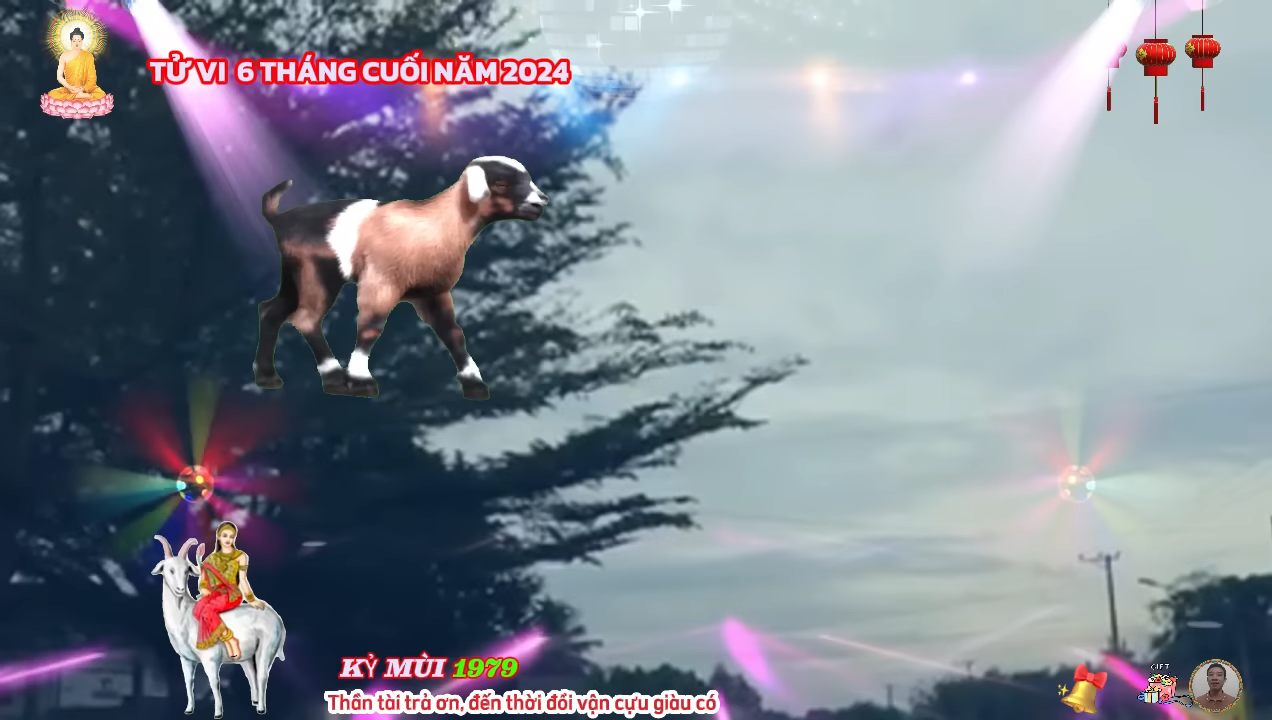 TỬ VI 6 THÁNG CUỐI NĂM 2024
GIFT
KỶ MÙI 1979
Thần tài trả ơn, đến thời đổi vận cựu giàu có